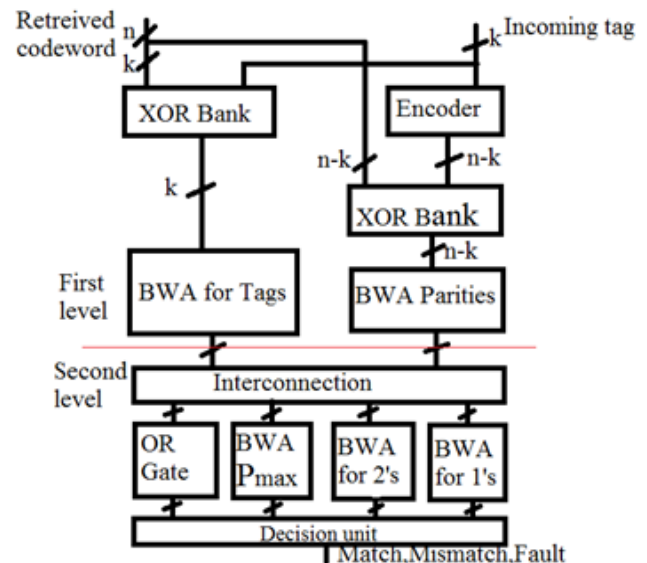 Retreived
codeword
n
k
k
Incoming tag
XOR Bank
Encoder
n-k
n-k
k
XOR Bank
n-k
First
level
BWA for Tags
BWA Parities
Second
level
Interconnection
OR
Gate
BWA
Pmax
BWA
for 2's
BWA
for 1's
Decision unit
Match,Mismatch,Fault